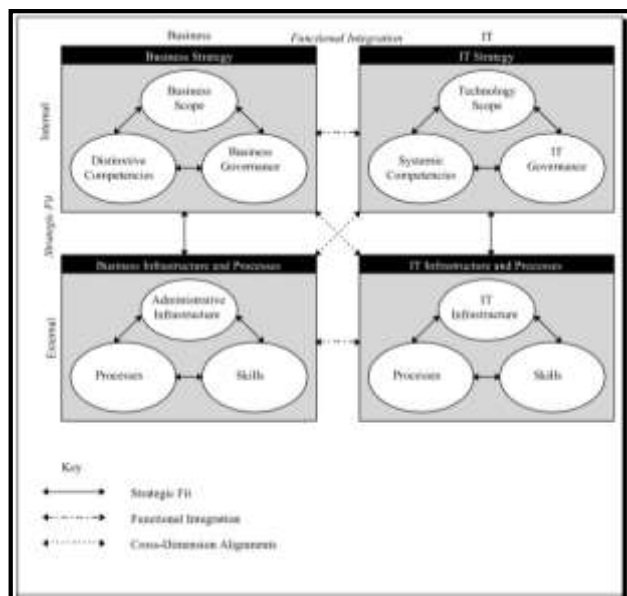 Business Functional Integration IT
Business Strategy
IT Strategy
Internal
Business
Scope
Technology
Scope
Distinctive
Competencies
Business
Governance
Systemic
Competencies
IT
Governance
Strategic Fit
Business Infrastructure and Processes
IT Infrastructure and Processes
External
Administrative
Infrastructure
IT
Infrastructure
Processes
Skills
Processes
Skills
Key
Strategic Fit
Functional Integration
Cross-Dimension Alignments